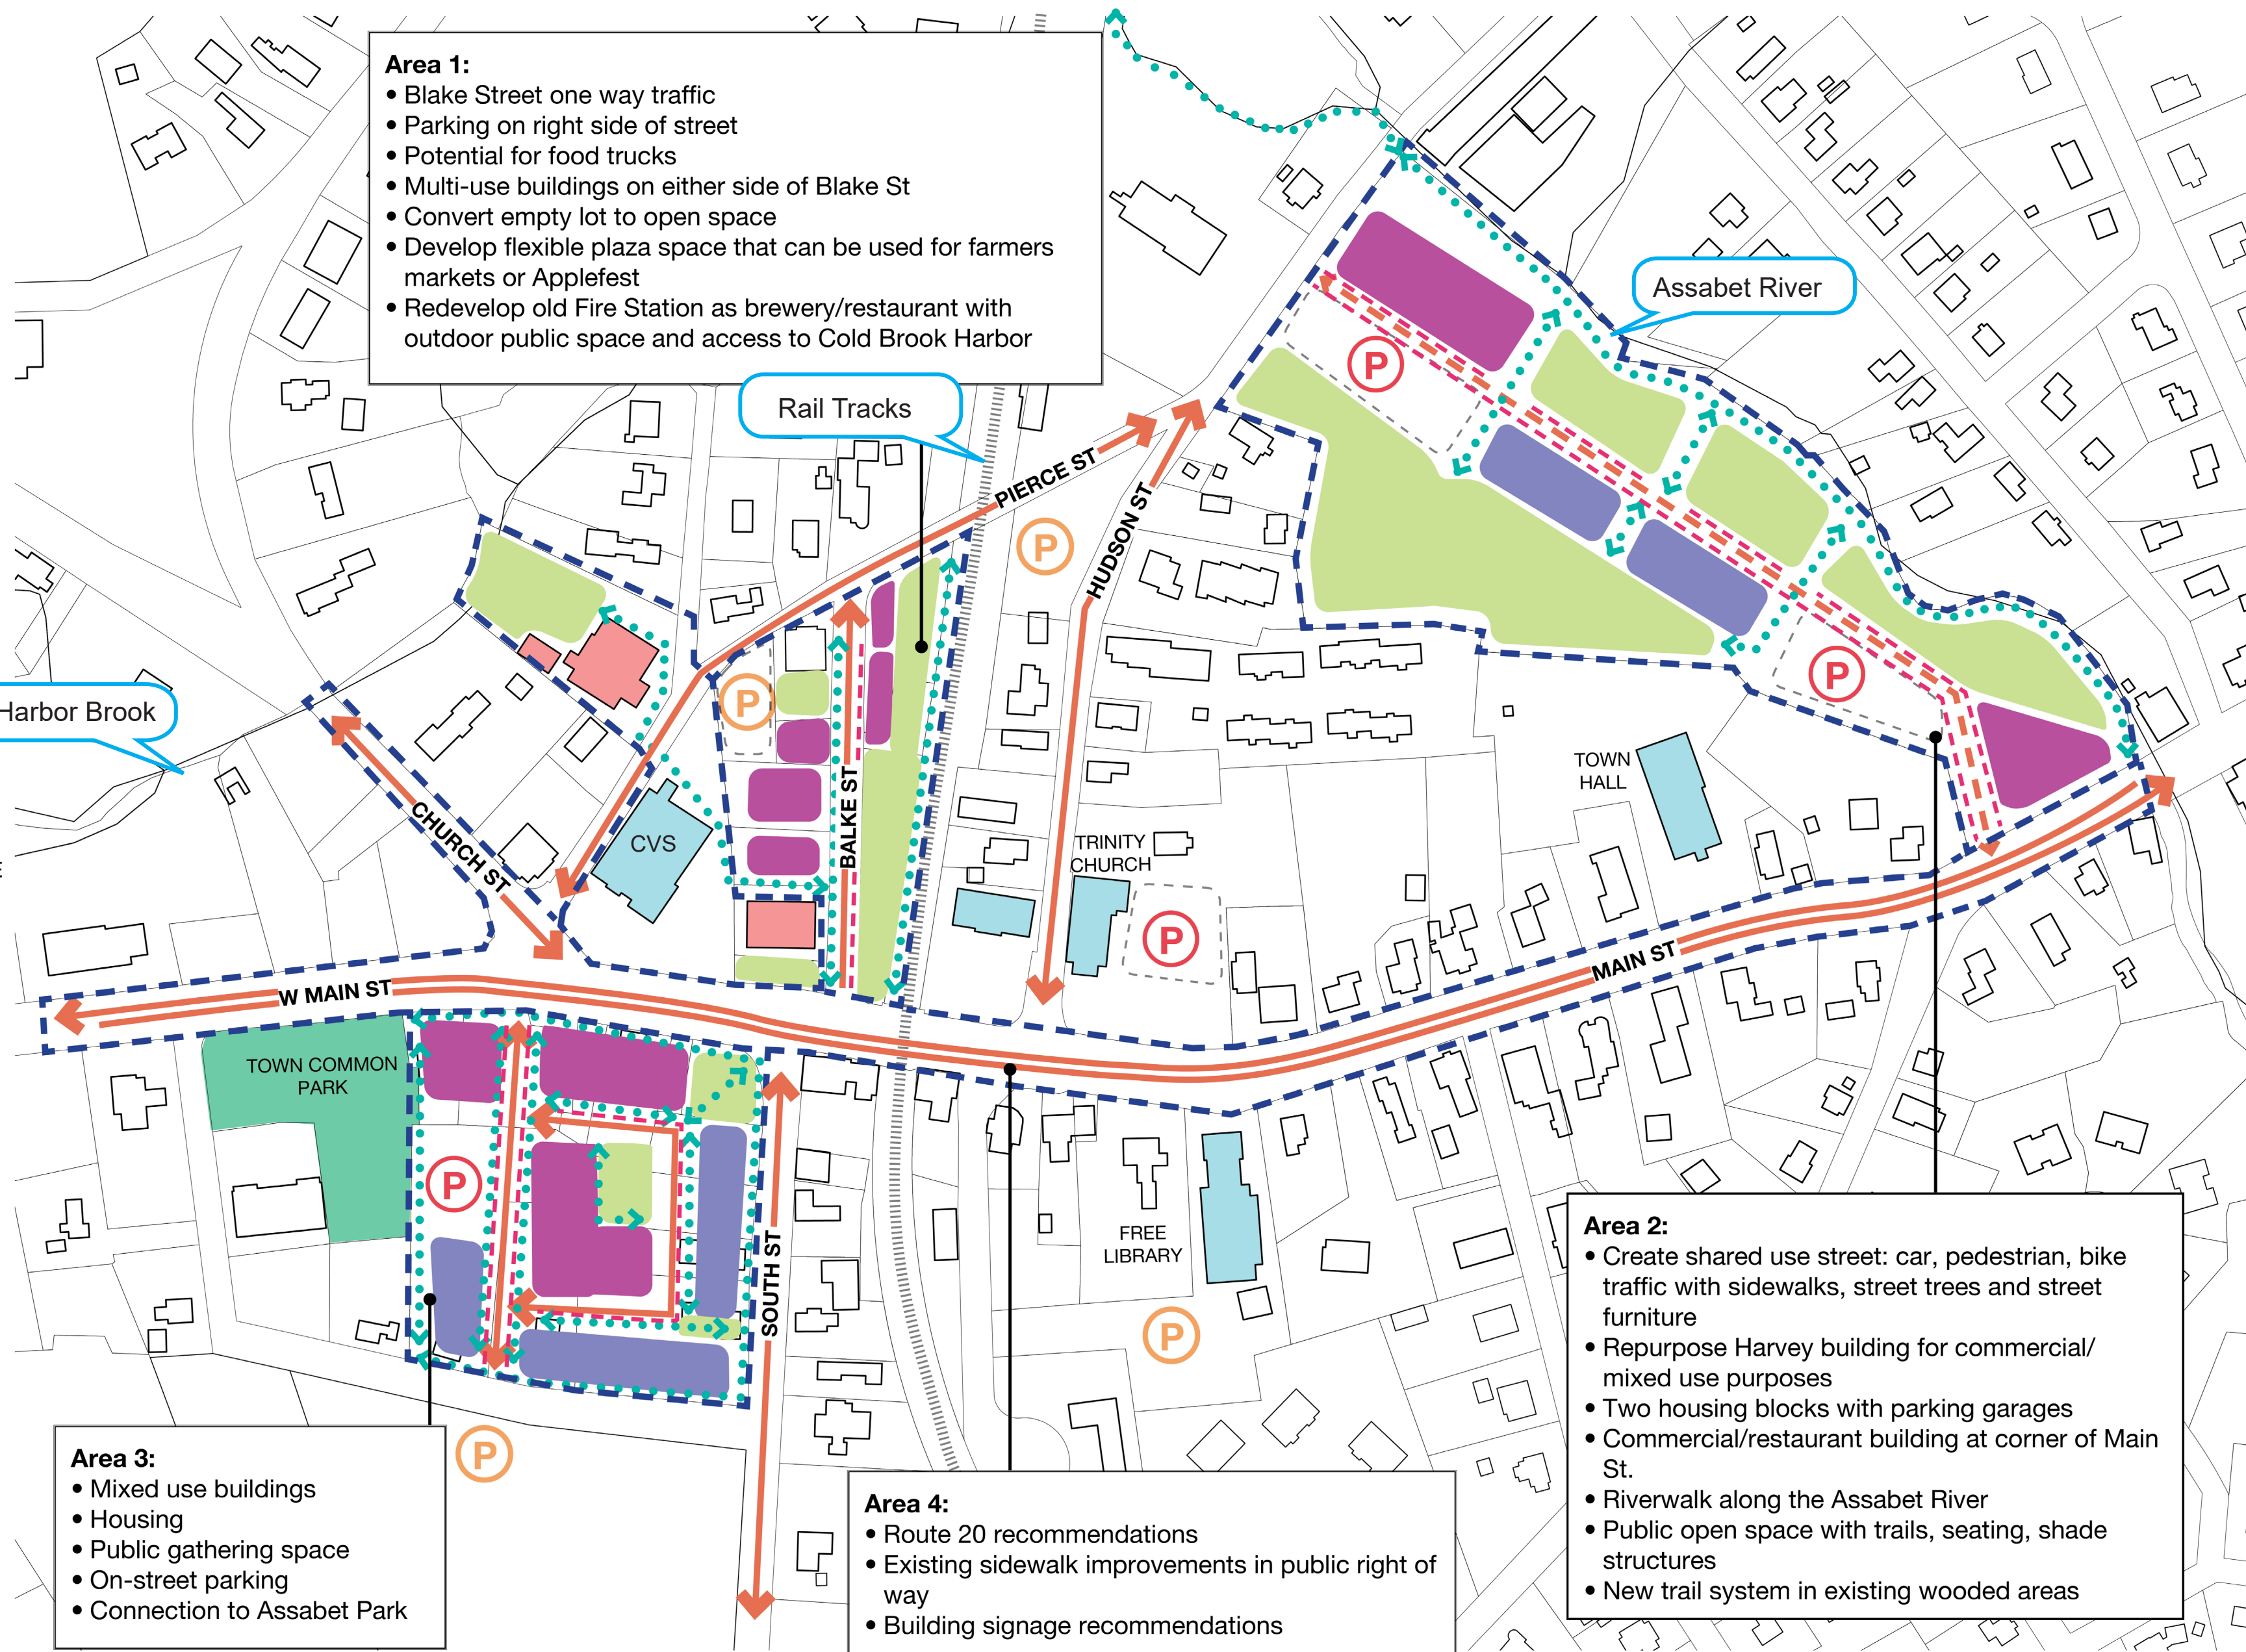 Area 1:
• Blake Street one way traffic
• Parking on right side of street
• Potential for food trucks
• Multi-use buildings on either side of Blake St
• Convert empty lot to open space
• Develop flexible plaza space that can be used for farmers
markets or Applefest
• Redevelop old Fire Station as brewery/restaurant with
outdoor public space and access to Cold Brook Harbor
Assabet River
Rail Tracks
P
PIERCE ST
P
HUDSON ST
P
P
Harbor Brook
TOWN
HALL
BALKE ST
CHURCH ST
CVS
TRINITY
CHURCH
P
MAIN ST
W MAIN ST
TOWN COMMON
PARK
P
FREE
LIBRARY
SOUTH ST
P
P
Area 2:
• Create shared use street: car, pedestrian, bike
traffic with sidewalks, street trees and street
furniture
• Repurpose Harvey building for commercial/
mixed use purposes
• Two housing blocks with parking garages
• Commercial/restaurant building at corner of Main
St.
• Riverwalk along the Assabet River
• Public open space with trails, seating, shade
structures
• New trail system in existing wooded areas
Area 3:
• Mixed use buildings
• Housing
• Public gathering space
• On-street parking
• Connection to Assabet Park
Area 4:
• Route 20 recommendations
• Existing sidewalk improvements in public right of
way
• Building signage recommendations